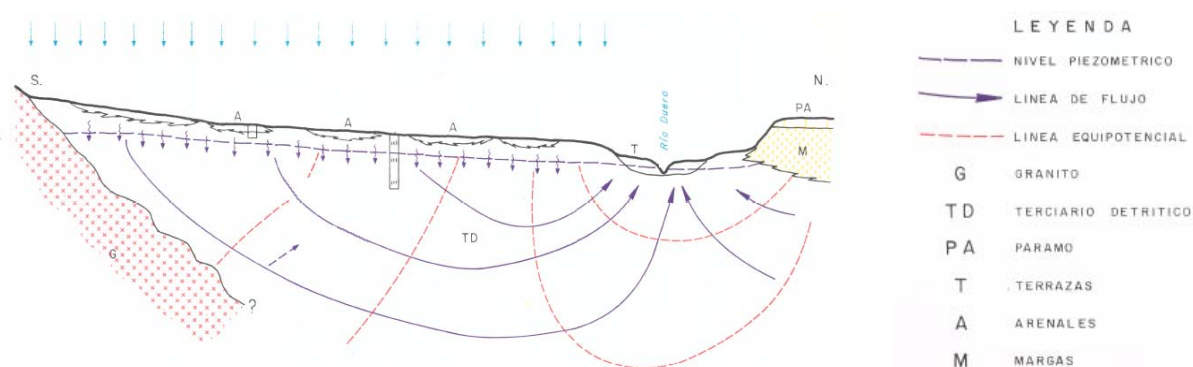 S.
N.
PA
A
A
A
T
Río Duero
M
TD
G
?
LEYENDA
NIVEL PIEZOMETRICO
LINEA DE FLUJO
LINEA EQUIPOTENCIAL
G GRANITO
TD TERCIARIO DETRITICO
PA PARAMO
T TERRAZAS
A ARENALES
M MARGAS